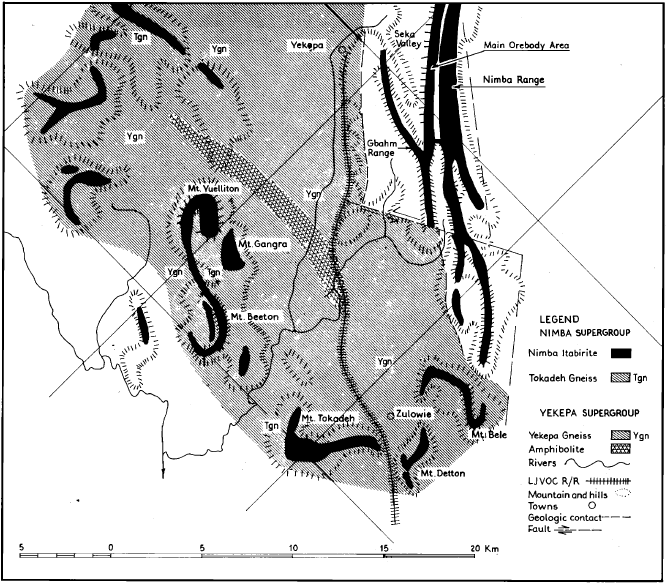 Tgn
Ygn
Yekepa
Seka
Valley
Main Orebody Area
Nimba Range
Ygn
Gbahm
Range
Mt. Yuelliton
Ygn
Mt. Gangra
Ygn
Tgn
Mt. Beeton
Ygn
Mt. Tokadeh
Zulowie
Tgn
Mt. Bele
Mt. Detton
LEGEND
NIMBA SUPERGROUP
Nimba Itabirite
Tokadeh Gneiss Tgn
YEKEPA SUPERGROUP
Yekepa Gneiss Ygn
Amphibolite
Rivers
LJVOC R/R
Mountain and hills
Towns
Geologic contact
Fault
5 0 5 10 15 20 Km